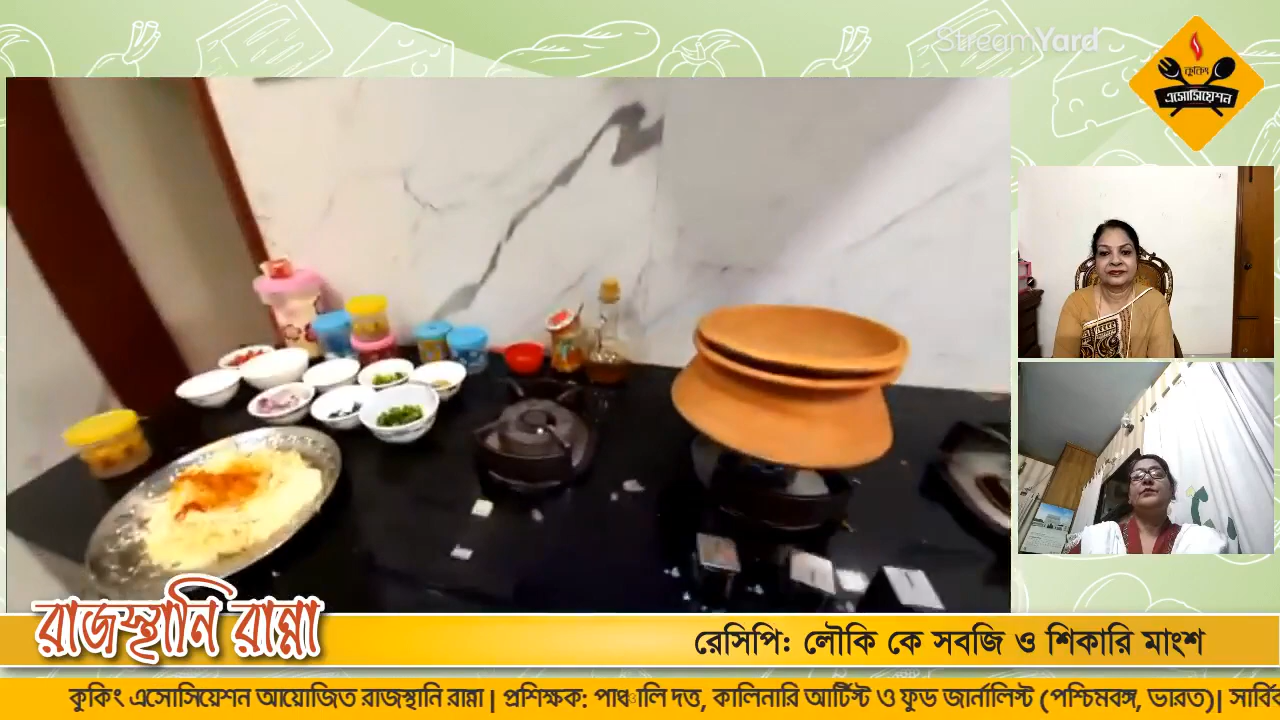 StreamYard
কুকিং
এসোসিয়েশন
রাজস্থানি রান্না
রেসিপি: লৌকি কে সবজি ও শিকারি মাংশ
কুকিং এসোসিয়েশন আয়োজিত রাজস্থানি রান্না | প্রশিক্ষক: পাঞ্চালি দত্ত, কালিনারি আর্টিস্ট ও ফুড জার্নালিস্ট (পশ্চিমবঙ্গ, ভারত)|